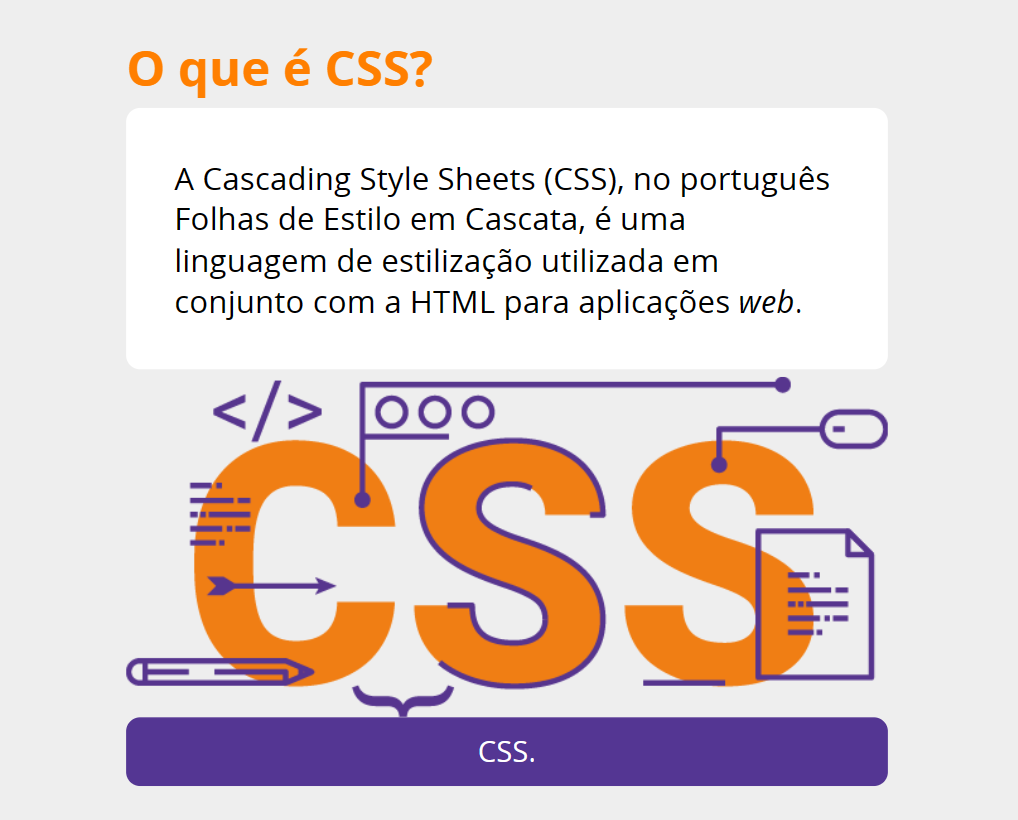 O que é CSS?
A Cascading Style Sheets (CSS), no português
Folhas de Estilo em Cascata, é uma
linguagem de estilização utilizada em
conjunto com a HTML para aplicações web.
</>
CSS
CSS.